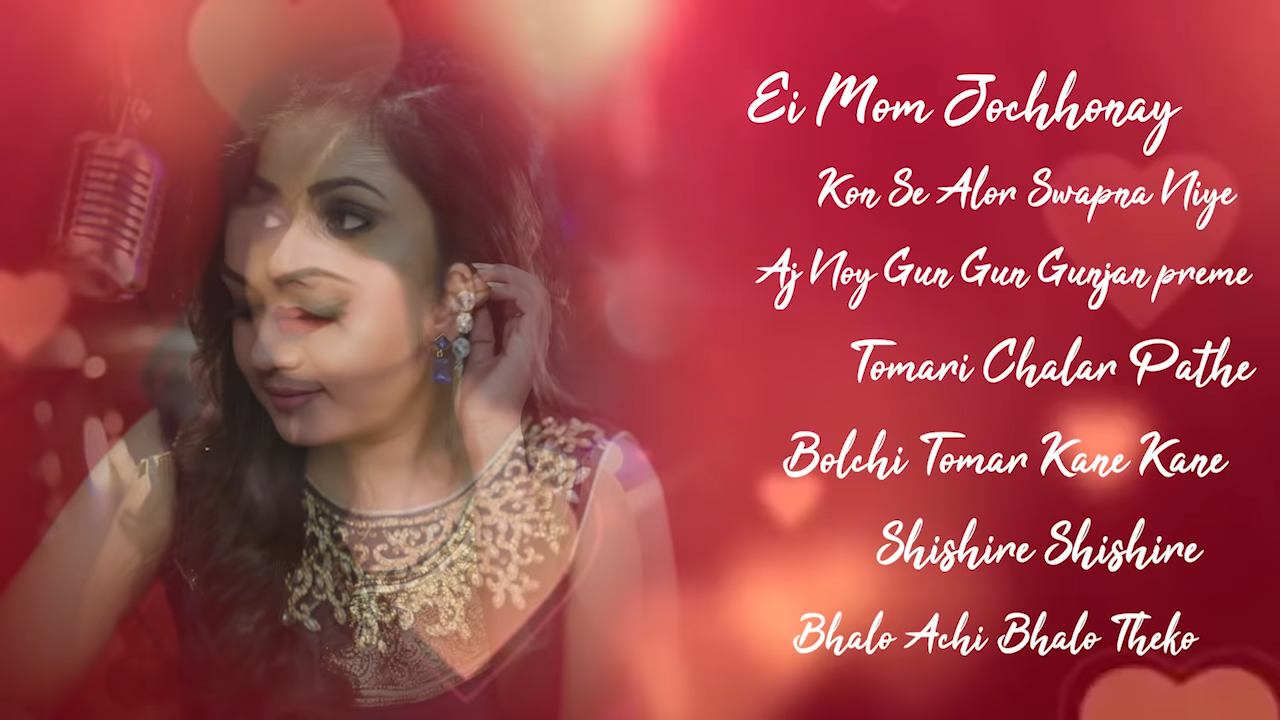 Ei Mom Jochhonay
Kon Se Alor Swapna Niye
Aj Noy Gun Gun Gunjan preme
Tomari Chalar Pathe
Bolchi Tomar Kane Kane
Shishire Shishire
Bhalo Achi Bhalo Theko